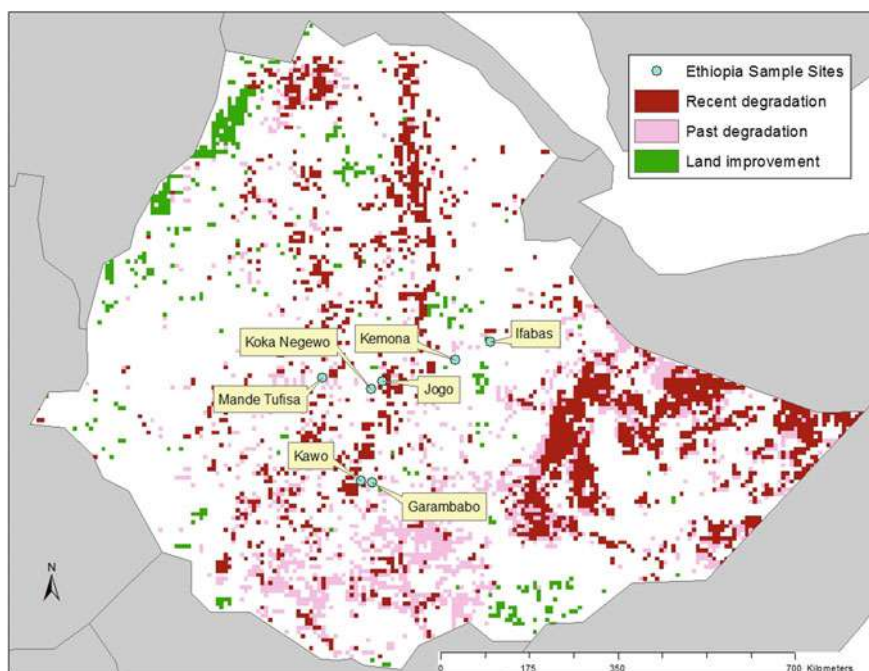 Ethiopia Sample Sites
Recent degradation
Past degradation
Land improvement
Ifabas
Kemona
Koka Negewo
Jogo
Mande Tufisa
Kawo
Garambabo
N
0 175 350 700 Kilometers